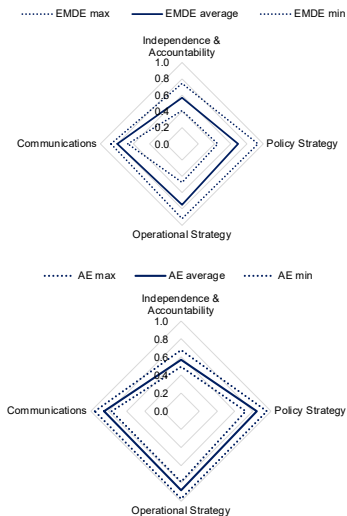 EMDE max EMDE average EMDE min
Independence &
Accountability
1.0
0.8
0.6
0.4
0.2
0.0
Communications
Policy Strategy
Operational Strategy
AE max AE average AE min
Independence &
Accountability
1.0
0.8
0.6
0.4
0.2
0.0
Communications
Policy Strategy
Operational Strategy